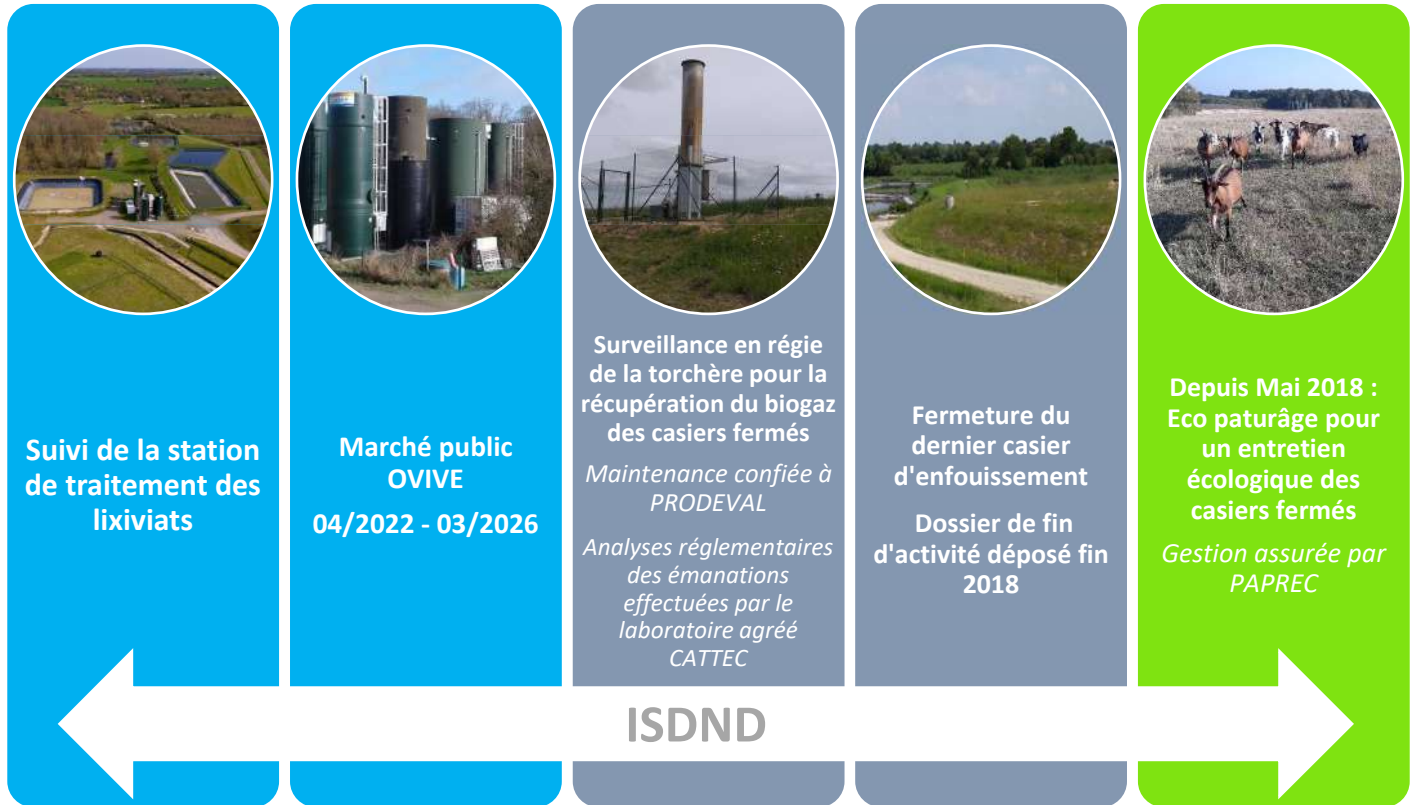 Suivi de la station
de traitement des
lixiviats
Marché public
OVIVE
04/2022 - 03/2026
Surveillance en régie
de la torchère pour la
récupération du biogaz
des casiers fermés
Maintenance confiée à
PRODEVAL
Analyses réglementaires
des émanations
effectuées par le
laboratoire agréé
CATTEC
Fermeture du
dernier casier
d'enfouissement
Dossier de fin
d'activité déposé fin
2018
Depuis Mai 2018 :
Eco paturâge pour
un entretien
écologique des
casiers fermés
Gestion assurée par
PAPREC
ISDND